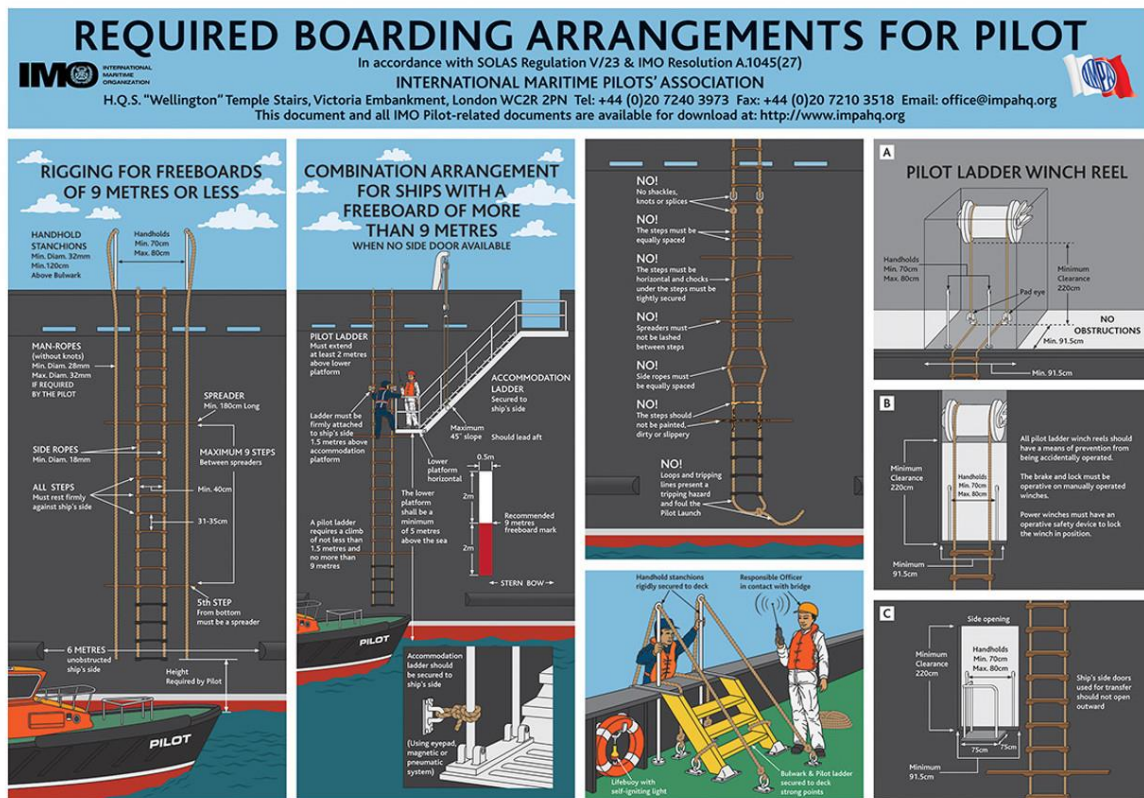 REQUIRED BOARDING ARRANGEMENTS FOR PILOT
In accordance with SOLAS Regulation V/23 & IMO Resolution A.1045(27)
IMO
INTERNATIONAL
MARITIME
ORGANIZATION
INTERNATIONAL MARITIME PILOTS' ASSOCIATION
IMPA
H.Q.S. "Wellington" Temple Stairs, Victoria Embankment, London WC2R 2PN Tel: +44 (0)20 7240 3973 Fax: +44 (0)20 7210 3518 Email: office@impahq.org
This document and all IMO Pilot-related documents are available for download at: http://www.impahq.org
RIGGING FOR FREEBOARDS
OF 9 METRES OR LESS
HANDHOLD
STANCHIONS
Min. Diam. 32mm
Min. 120cm
Above Bulwark
Handholds
Min. 70cm
Max. 80cm
MAN-ROPES
(without knots)
Min. Diam. 28mm
Max. Diam. 32mm
IF REQUIRED
BY THE PILOT
SPREADER
Min. 180cm Long
SIDE ROPES
Min. Diam. 18mm
MAXIMUM 9 STEPS
Between spreaders
ALL STEPS
Must rest firmly
against ship's side
Min. 40cm
31-35cm
5th STEP
From bottom
must be a spreader
6 METRES
unobstructed
ship's side
Height
Required by Pilot
PILOT
COMBINATION ARRANGEMENT
FOR SHIPS WITH A
FREEBOARD OF MORE
THAN 9 METRES
WHEN NO SIDE DOOR AVAILABLE
PILOT LADDER
Must extend
at least 2 metres
above lower
platform
ACCOMMODATION
LADDER
Secured to
ship's side
Ladder must be
firmly attached
to ship's side
1.5 metres above
accommodation
platform
Maximum
45° slope
Should lead aft
Lower
platform
horizontal
0.5m
2m
2m
Recommended
9 metres
freeboard mark
The lower
platform
shall be a
minimum
of 5 metres
above the sea
A pilot ladder
requires a climb
of not less than
1.5 metres and
no more than
9 metres
STERN BOW
PILOT
Accommodation
ladder should
be secured to
ship's side
(Using eyepad,
magnetic or
pneumatic
system)
NO!
No shackles,
knots or splices
NO!
The steps must be
equally spaced
NO!
The steps must be
horizontal and chocks
under the steps must be
tightly secured
NO!
Spreaders must
not be lashed
between steps
NO!
Side ropes must
be equally spaced
NO!
The steps should
not be painted,
dirty or slippery
NO!
Loops and tripping
lines present a
tripping hazard
and foul the
Pilot Launch
Handhold stanchions
rigidly secured to deck
Responsible Officer
in contact with bridge
Lifebuoy with
self-igniting light
Bulwark & Pilot ladder
secured to deck
strong points
A
PILOT LADDER WINCH REEL
Handholds
Min. 70cm
Max. 80cm
Minimum
Clearance
220cm
Pad eye
NO
OBSTRUCTIONS
Min. 91.5cm
Min. 91.5cm
B
Minimum
Clearance
220cm
Handholds
Min. 70cm
Max. 80cm
Minimum
91.5cm
All pilot ladder winch reels should
have a means of prevention from
being accidentally operated.
The brake and lock must be
operative on manually operated
winches.
Power winches must have an
operative safety device to lock
the winch in position.
C
Side opening
Minimum
Clearance
220cm
Handholds
Min. 70cm
Max. 80cm
75cm
75cm
Minimum
91.5cm
Ship's side doors
used for transfer
should not open
outward